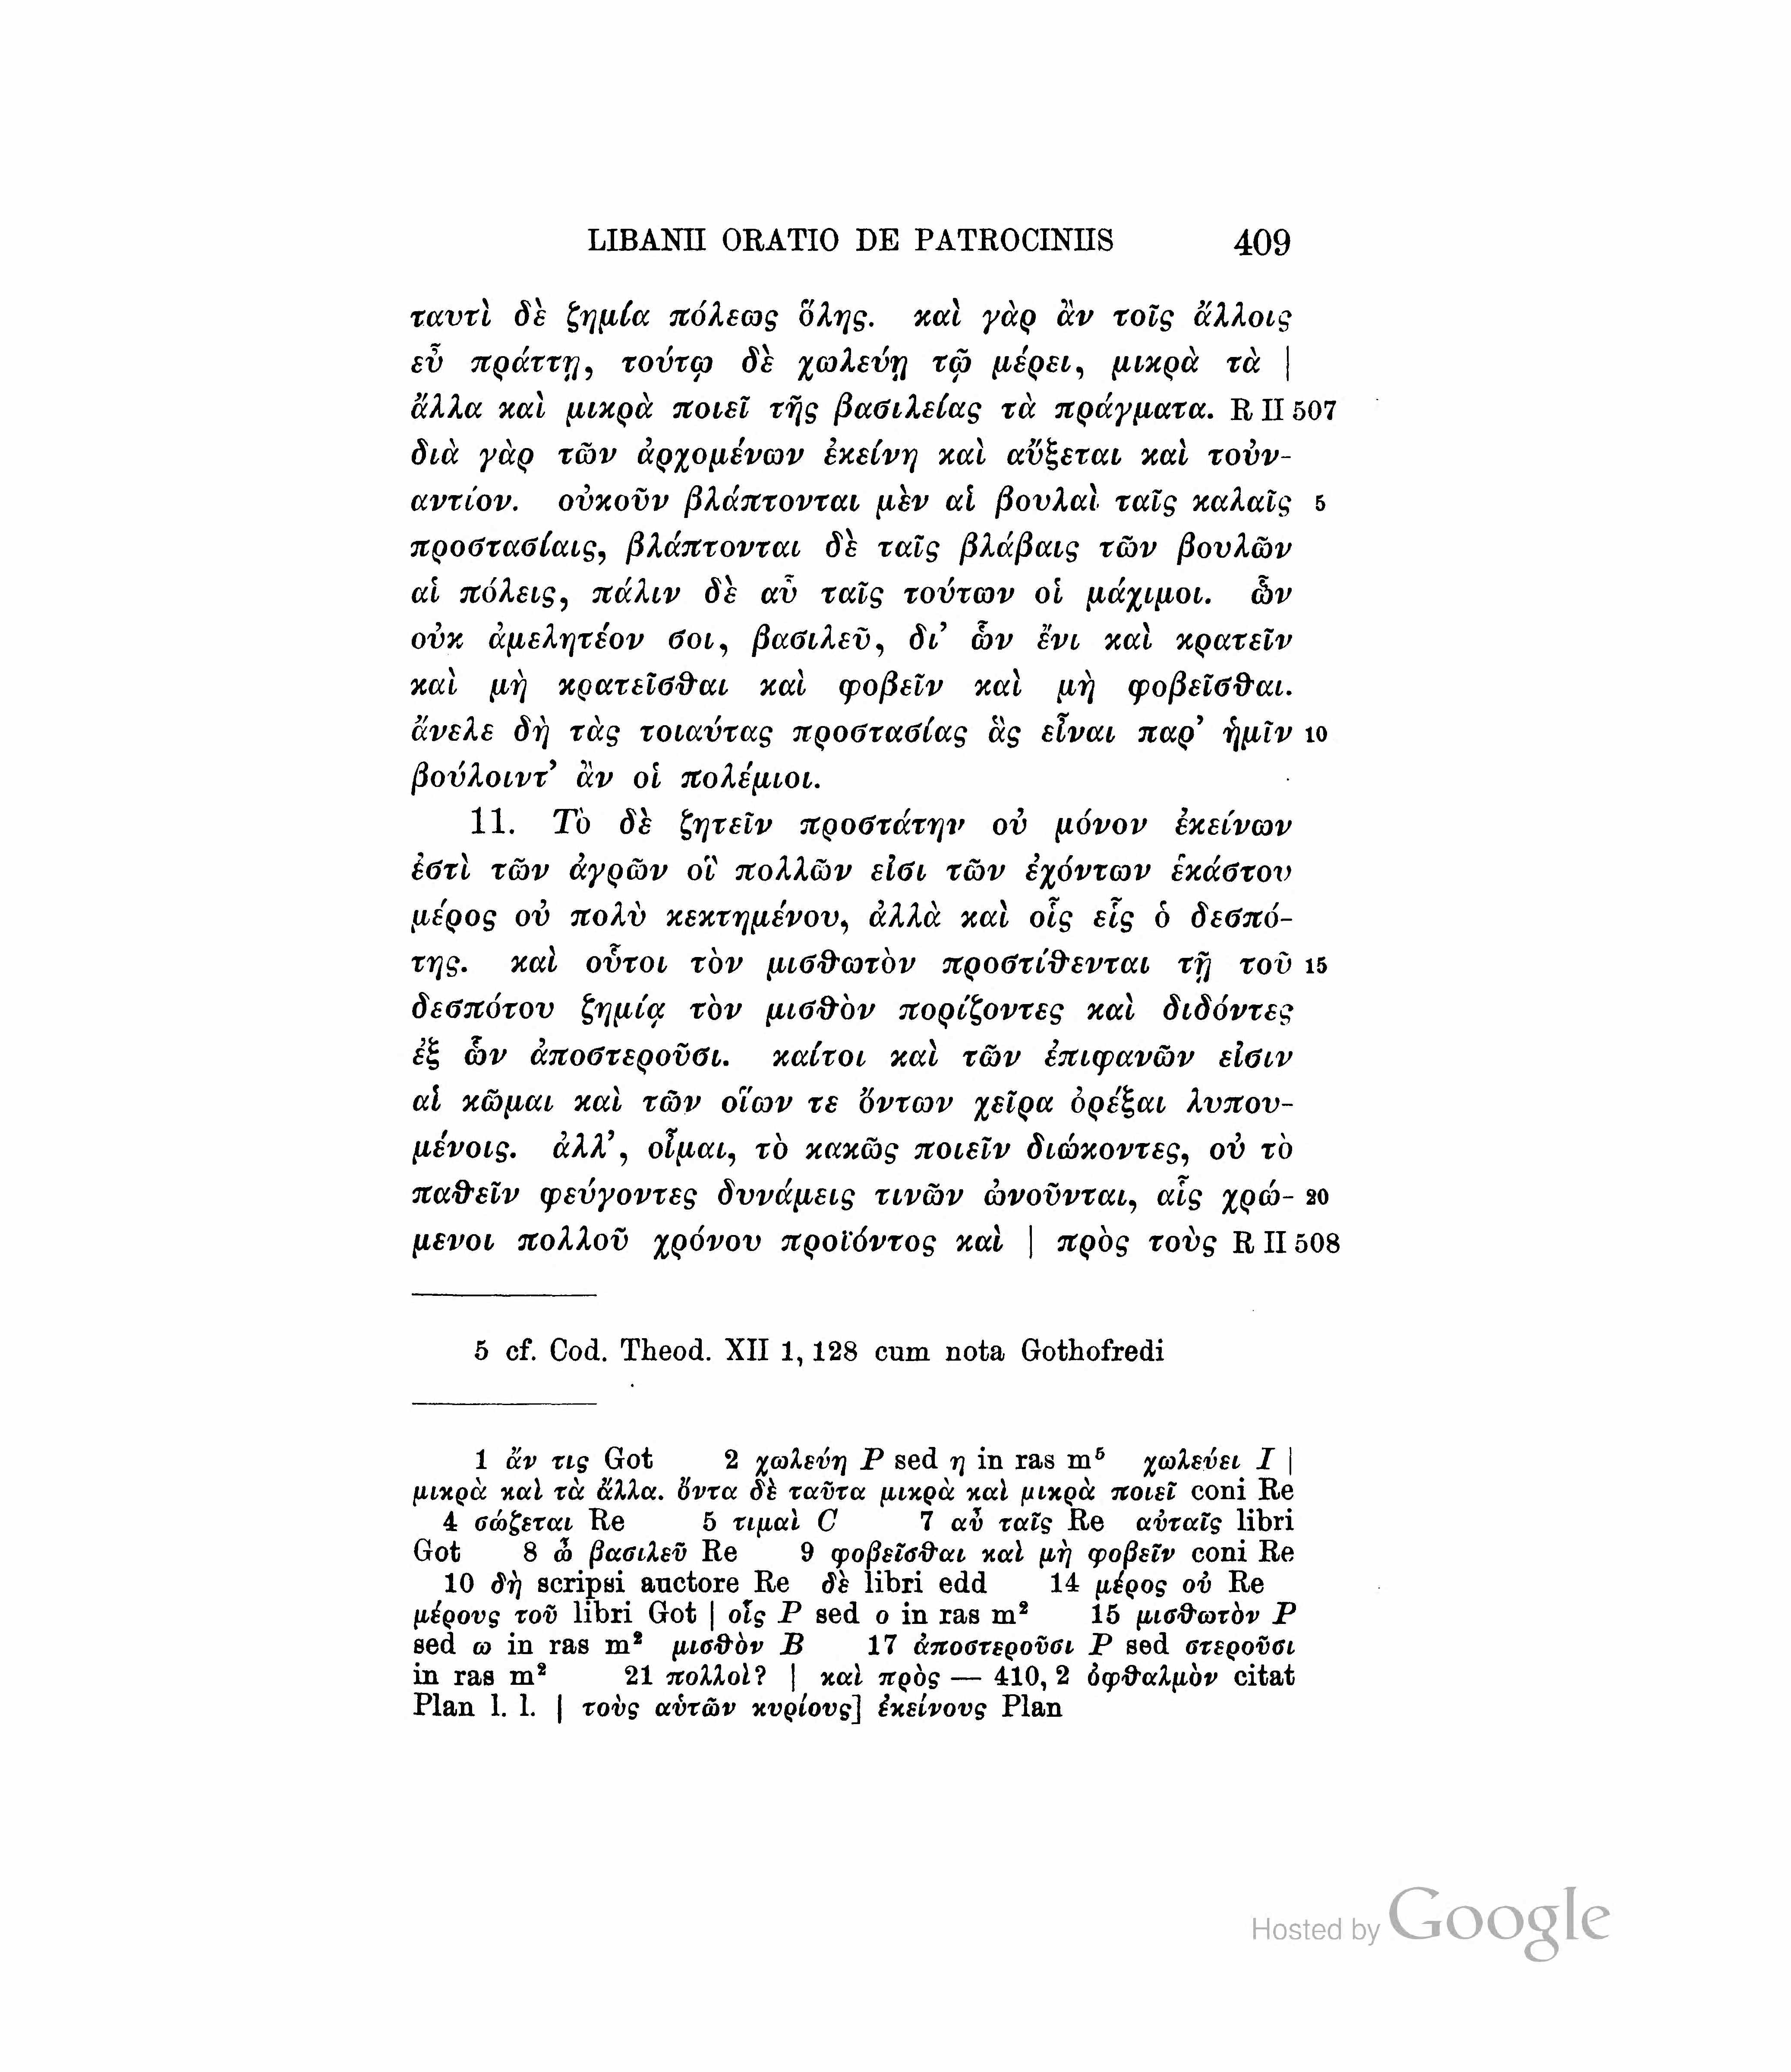 LIBANII ORATIO DE PATROCINIIS 409
ταυτὶ δὲ ζημία πόλεως ὅλης. καὶ γὰρ ἂν τοῖς ἄλλοις
εὖ πράττῃ, τούτῳ δὲ χωλεύῃ τῷ μέρει, μικρὰ τὰ |
ἄλλα καὶ μικρὰ ποιεῖ τῆς βασιλείας τὰ πράγματα. R II 507
διὰ γὰρ τῶν ἀρχομένων ἐκείνη καὶ αὔξεται καὶ τοὐν-
αντίον. οὐκοῦν βλάπτονται μὲν αἱ βουλαὶ ταῖς καλαῖς 5
προστασίαις, βλάπτονται δὲ ταῖς βλάβαις τῶν βουλῶν
αἱ πόλεις, πάλιν δὲ αὖ ταῖς τούτων οἱ μάχιμοι. ὧν
οὐκ ἀμελητέον σοι, βασιλεῦ, δι’ ὧν ἔνι καὶ κρατεῖν
καὶ μὴ κρατεῖσθαι καὶ φοβεῖν καὶ μὴ φοβεῖσθαι.
ἄνελε δὴ τὰς τοιαύτας προστασίας ἃς εἶναι παρ’ ἡμῖν 10
βούλοιντ’ ἂν οἱ πολέμιοι.
11. Τὸ δὲ ζητεῖν προστάτην οὐ μόνον ἐκείνων
ἐστὶ τῶν ἀγρῶν οἳ πολλῶν εἰσι τῶν ἐχόντων ἑκάστου
μέρος οὐ πολὺ κεκτημένου, ἀλλὰ καὶ οἷς εἷς ὁ δεσπό-
της. καὶ οὗτοι τὸν μισθωτὸν προστίθενται τῇ τοῦ 15
δεσπότου ζημίᾳ τὸν μισθὸν πορίζοντες καὶ διδόντες
ἐξ ὧν ἀποστεροῦσι. καίτοι καὶ τῶν ἐπιφανῶν εἰσιν
αἱ κῶμαι καὶ τῶν οἵων τε ὄντων χεῖρα ὀρέξαι λυπου-
μένοις. ἀλλ’, οἶμαι, τὸ κακῶς ποιεῖν διώκοντες, οὐ τὸ
παθεῖν φεύγοντες δυνάμεις τινῶν ὠνοῦνται, αἷς χρώ- 20
μενοι πολλοῦ χρόνου προϊόντος καὶ | πρὸς τοὺς R II 508
5 cf. Cod. Theod. XII 1, 128 cum nota Gothofredi
1 ἄν τις Got 2 χωλεύη P sed η in ras m⁵ χωλεύει I |
μικρὰ καὶ τὰ ἄλλα. ὄντα δὲ ταῦτα μικρὰ καὶ μικρὰ ποιεῖ coni Re
4 σώζεται Re 5 τιμαὶ C 7 αὖ ταῖς Re αὐταῖς libri
Got 8 ὦ βασιλεῦ Re 9 φοβεῖσθαι καὶ μὴ φοβεῖν coni Re
10 δὴ scripsi auctore Re δὲ libri edd 14 μέρος οὐ Re
μέρους τοῦ libri Got | οἷς P sed ο in ras m² 15 μισθωτὸν P
sed ω in ras m² μισθὸν B 17 ἀποστεροῦσι P sed στεροῦσι
in ras m² 21 πολλοὶ? | καὶ πρὸς — 410, 2 ὀφθαλμὸν citat
Plan l. l. | τοὺς αὑτῶν κυρίους] ἐκείνους Plan
Hosted by Google